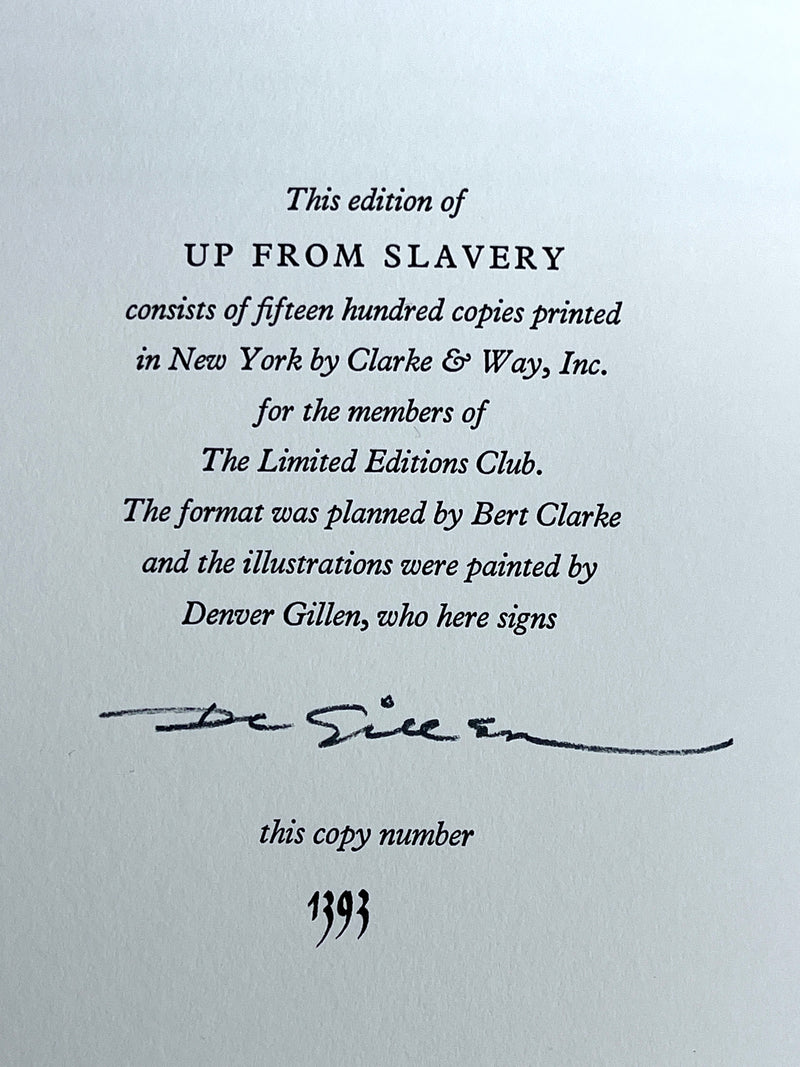 This edition of
UP FROM SLAVERY
consists of fifteen hundred copies printed
in New York by Clarke & Way, Inc.
for the members of
The Limited Editions Club.
The format was planned by Bert Clarke
and the illustrations were painted by
Denver Gillen, who here signs
De Gillen
this copy number
1393